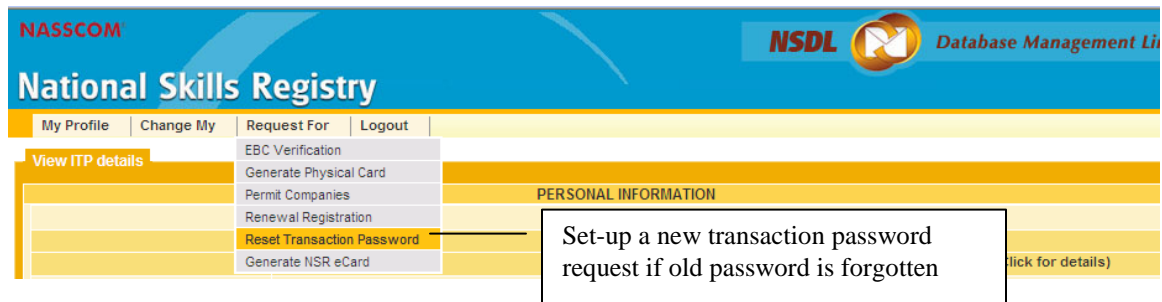 NASSCOM®
NSDL Database Management Li
National Skills Registry
My Profile Change My Request For Logout
EBC Verification
View ITP details
Generate Physical Card
Permit Companies
PERSONAL INFORMATION
Renewal Registration
Reset Transaction Password
Generate NSR eCard
Set-up a new transaction password
request if old password is forgotten
lick for details)